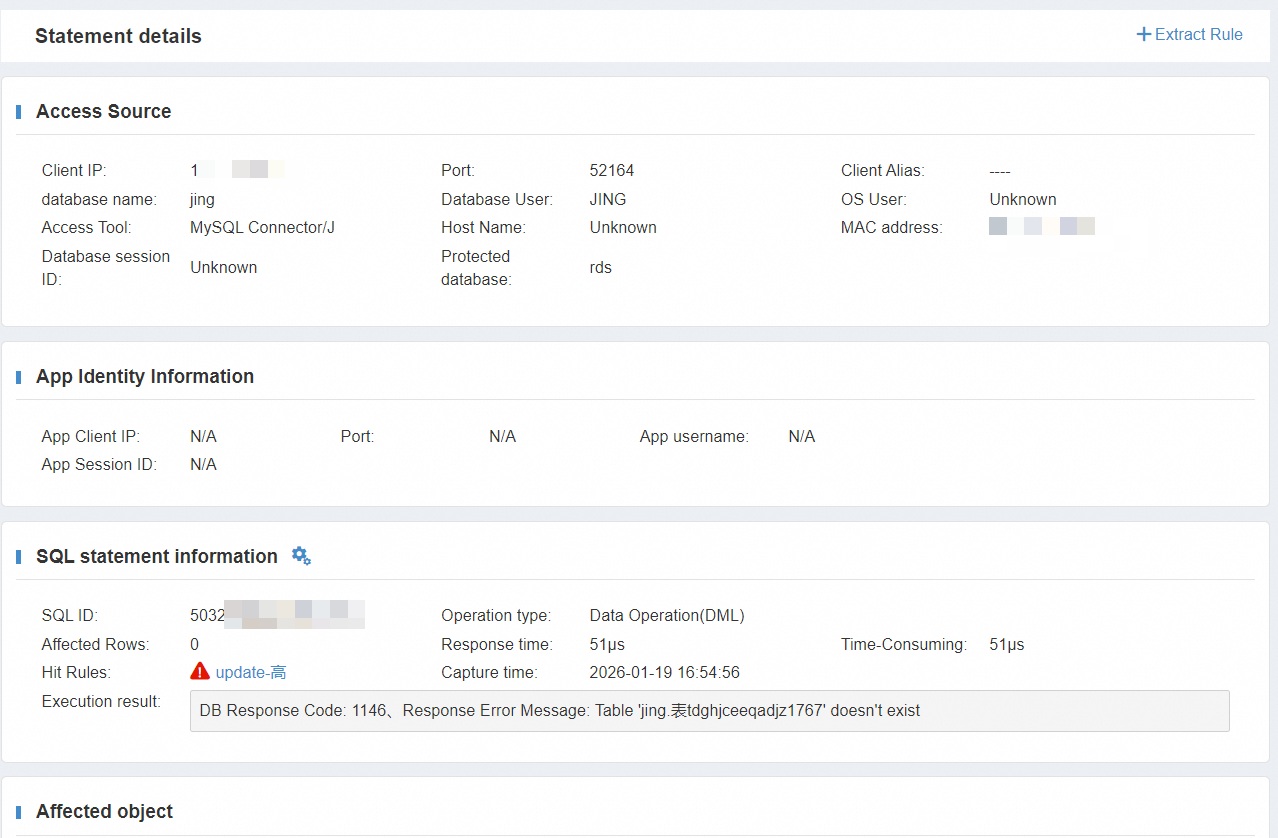 Statement details
Extract Rule
Access Source
Client IP: 1 Port: 52164 Client Alias: ----
database name: jing Database User: JING OS User: Unknown
Access Tool: MySQL Connector/J Host Name: Unknown MAC address:
Database session ID: Unknown Protected database: rds
App Identity Information
App Client IP: N/A Port: N/A App username: N/A
App Session ID: N/A
SQL statement information
SQL ID: 5032 Operation type: Data Operation(DML)
Affected Rows: 0 Response time: 51μs Time-Consuming: 51μs
Hit Rules: update-高 Capture time: 2026-01-19 16:54:56
Execution result: DB Response Code: 1146、Response Error Message: Table 'jing.表tdghjceeqadjz1767' doesn't exist
Affected object